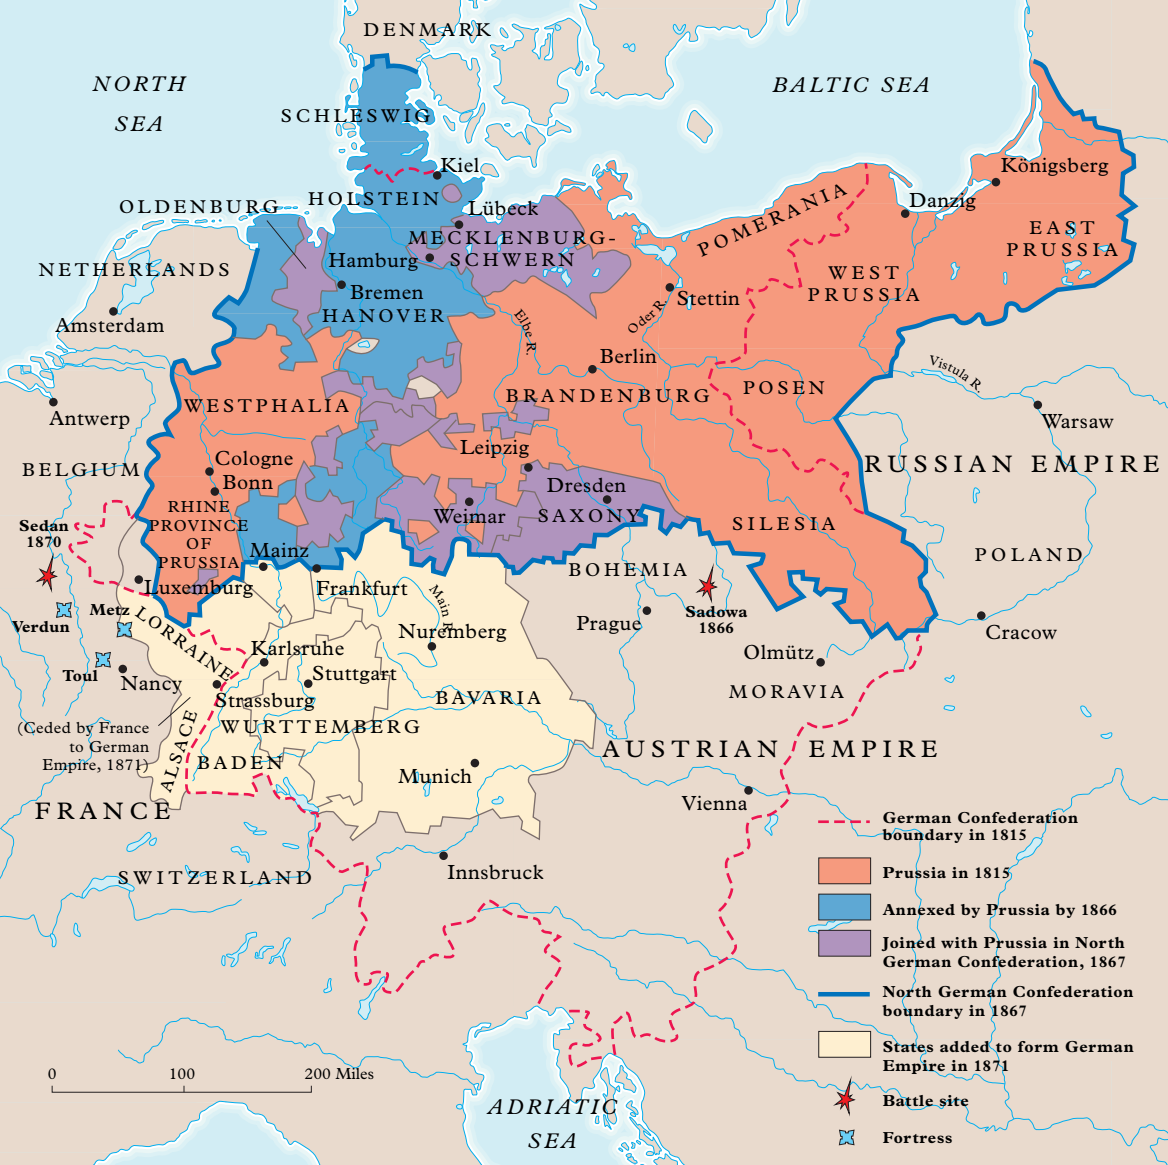 DENMARK
NORTH
SEA
BALTIC SEA
SCHLESWIG
Kiel
Königsberg
HOLSTEIN
OLDENBURG
Lübeck
Danzig
POMERANIA
EAST
PRUSSIA
MECKLENBURG-
SCHWERN
Hamburg
NETHERLANDS
WEST
PRUSSIA
Bremen
Stettin
HANOVER
Amsterdam
Elbe R.
Oder R.
Berlin
Vistula R.
POSEN
BRANDENBURG
WESTPHALIA
Antwerp
Warsaw
Leipzig
Cologne
BELGIUM
RUSSIAN EMPIRE
Bonn
Dresden
RHINE
PROVINCE
OF
PRUSSIA
Weimar
SAXONY
SILESIA
Sedan
1870
Mainz
POLAND
BOHEMIA
Luxemburg
Frankfurt
Main R.
Metz
LORRAINE
Sadowa
1866
Verdun
Prague
Nuremberg
Cracow
Karlsruhe
Olmütz
Toul
Nancy
Stuttgart
Strassburg
BAVARIA
MORAVIA
(Ceded by France
to German
Empire, 1871)
ALSACE
WURTTEMBERG
AUSTRIAN EMPIRE
BADEN
Munich
Vienna
FRANCE
SWITZERLAND
Innsbruck
German Confederation
boundary in 1815
Prussia in 1815
Annexed by Prussia by 1866
Joined with Prussia in North
German Confederation, 1867
North German Confederation
boundary in 1867
States added to form German
Empire in 1871
Battle site
Fortress
0 100 200 Miles
ADRIATIC
SEA